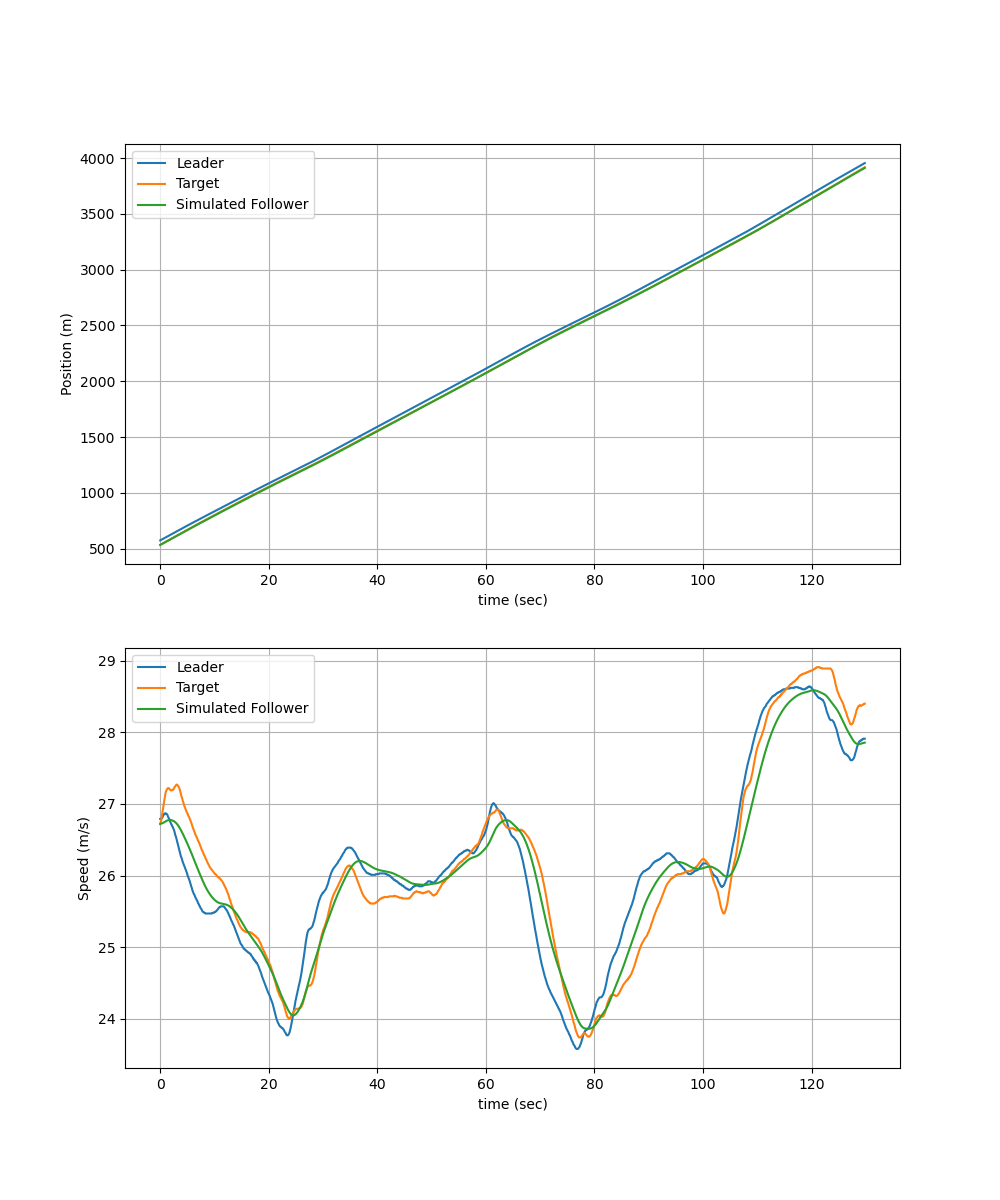 Leader
Target
Simulated Follower
4000
3500
3000
2500
2000
1500
1000
500
Position (m)
0 20 40 60 80 100 120
time (sec)
Leader
Target
Simulated Follower
29
28
27
26
25
24
Speed (m/s)
0 20 40 60 80 100 120
time (sec)